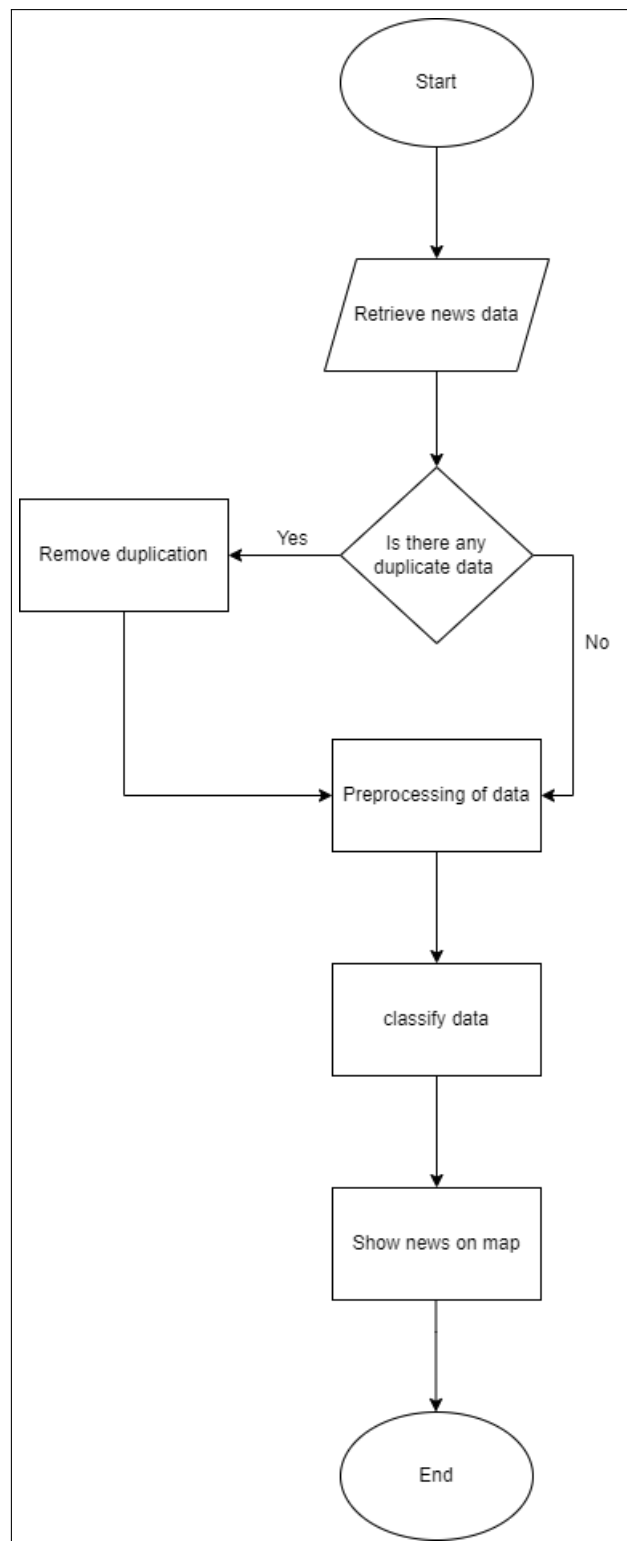 Start
Retrieve news data
Is there any
duplicate data
Yes
Remove duplication
No
Preprocessing of data
classify data
Show news on map
End